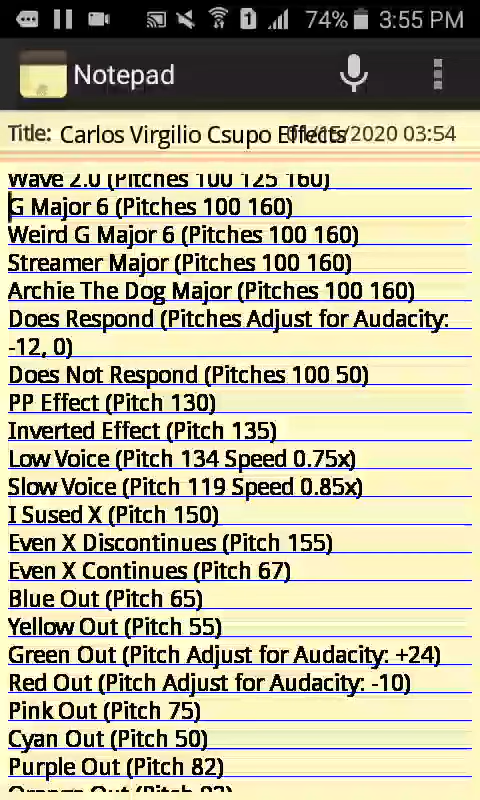 74% 3:55 PM
Notepad
Title: Carlos Virgilio Csupo Effects /2020 03:54
Wave 2.0 (Pitches 100 125 160)
G Major 6 (Pitches 100 160)
Weird G Major 6 (Pitches 100 160)
Streamer Major (Pitches 100 160)
Archie The Dog Major (Pitches 100 160)
Does Respond (Pitches Adjust for Audacity:
-12, 0)
Does Not Respond (Pitches 100 50)
PP Effect (Pitch 130)
Inverted Effect (Pitch 135)
Low Voice (Pitch 134 Speed 0.75x)
Slow Voice (Pitch 119 Speed 0.85x)
I Sused X (Pitch 150)
Even X Discontinues (Pitch 155)
Even X Continues (Pitch 67)
Blue Out (Pitch 65)
Yellow Out (Pitch 55)
Green Out (Pitch Adjust for Audacity: +24)
Red Out (Pitch Adjust for Audacity: -10)
Pink Out (Pitch 75)
Cyan Out (Pitch 50)
Purple Out (Pitch 82)
Orange Out (Pitch